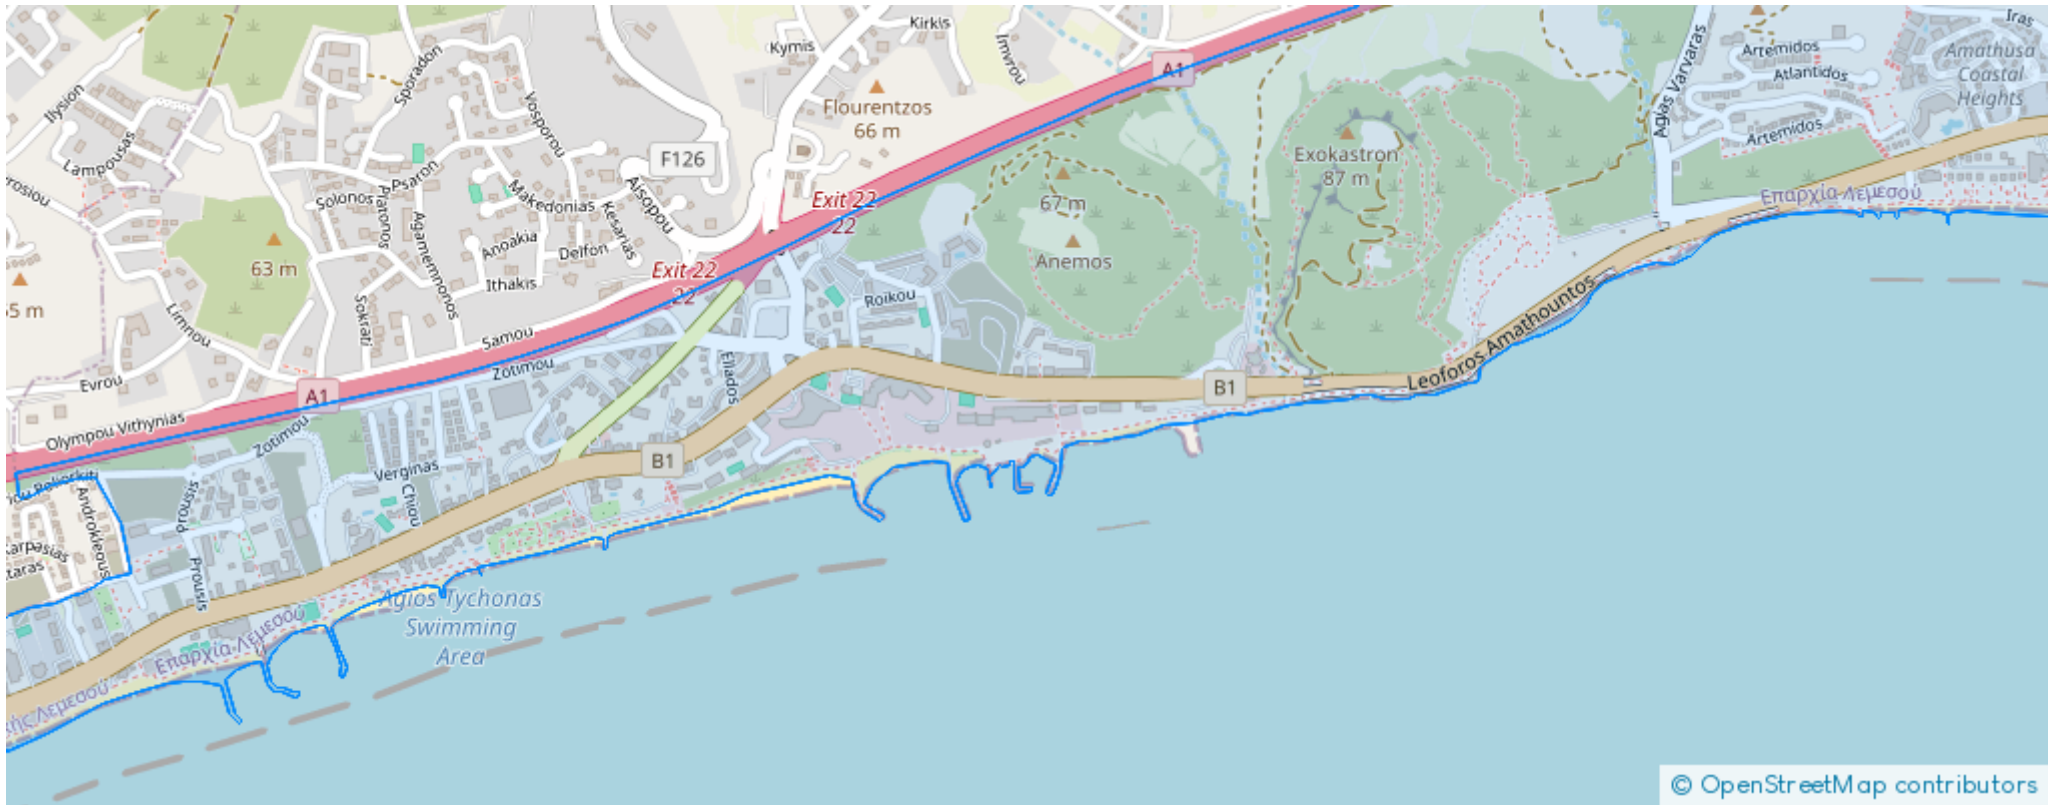 Kirkis
Kymis
Imvrou
A1
Iras
Artemidos
Atlantidos
Amathusa
Coastal
Heights
Agias Varvaras
Artemidos
Sporadon
Ilysion
Vosporou
Flourentzos
66 m
Lampousas
F126
Exokastron
87 m
Psaron
Makedonias
Aisopou
Exit 22
22
67 m
Επαρχία Λεμεσού
Solonos
Platonos
Agamemnonos
Kesarias
Anoakia
Delfon
63 m
Exit 22
22
Anemos
Ithakis
Roikou
Sokrati
Limnou
Samou
Zotimou
Eliados
Leoforos Amathountos
Evrou
A1
B1
Olympou Vithynias
Zotimou
B1
Verginas
Chiou
Prousis
Androkleous
Karpasias
Prousis
Agios Tychonas
Swimming
Area
Επαρχία Λεμεσού
Λεμεσού
© OpenStreetMap contributors